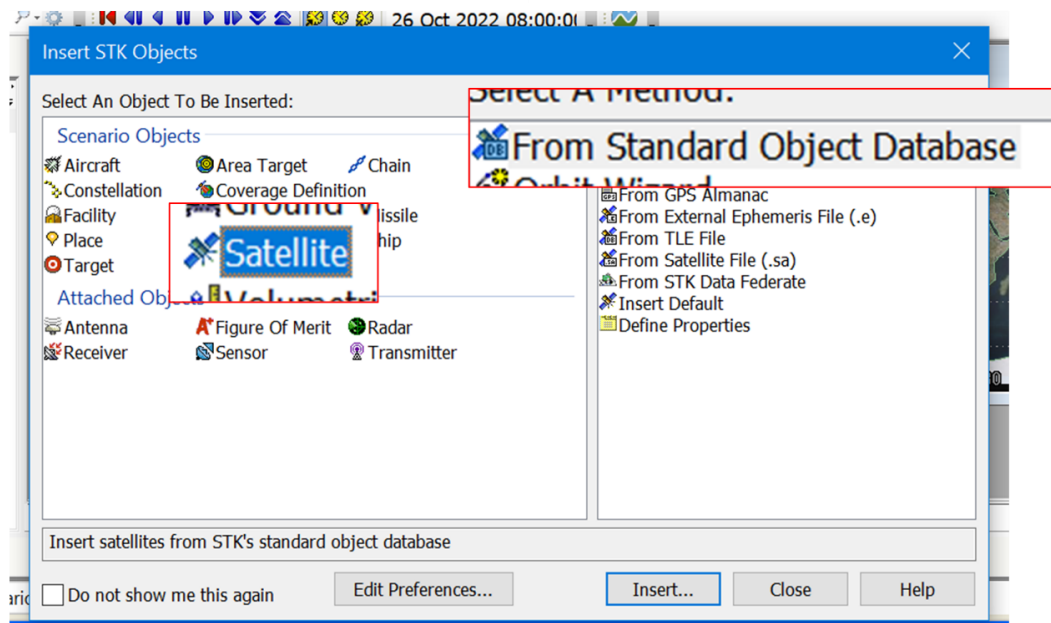 26 Oct 2022 08:00:0
Insert STK Objects
Select An Object To Be Inserted:
Select A Method:
Scenario Objects
Aircraft Area Target Chain
Constellation Coverage Definition
Facility
Place
Target
Satellite
From Standard Object Database
Orbit Wizard
From GPS Almanac
From External Ephemeris File (.e)
From TLE File
From Satellite File (.sa)
From STK Data Federate
Insert Default
Define Properties
Attached Obj
Antenna Figure Of Merit Radar
Receiver Sensor Transmitter
Insert satellites from STK's standard object database
Do not show me this again
Edit Preferences...
Insert...
Close
Help